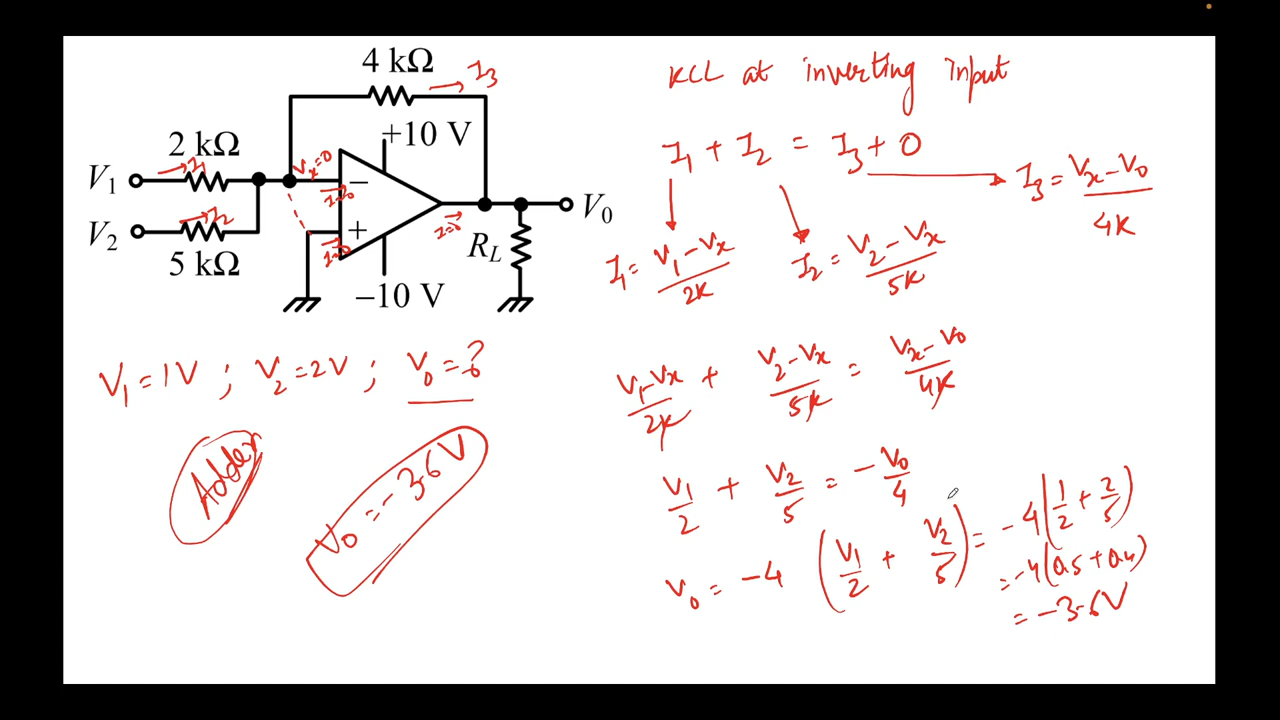 4 kΩ
I₃
+10 V
2 kΩ
Vₓ=0
V₁
I₁
−
I=0
V₂
I₂
+
I=0
I=0
V₀
5 kΩ
R_L
−10 V
KCL at inverting Input
I₁ + I₂ = I₃ + 0
I₃ = (Vₓ − V₀)/4K
I₁ = (V₁ − Vₓ)/2K
I₂ = (V₂ − Vₓ)/5K
V₁ = 1V ; V₂ = 2V ; V₀ = ?
(V₁ − Vₓ)/2K + (V₂ − Vₓ)/5K = (Vₓ − V₀)/4K
Adder
V₀ = −3.6V
V₁/2 + V₂/5 = −V₀/4
V₀ = −4 (V₁/2 + V₂/5) = −4(1/2 + 2/5)
= −4(0.5 + 0.4)
= −3.6V